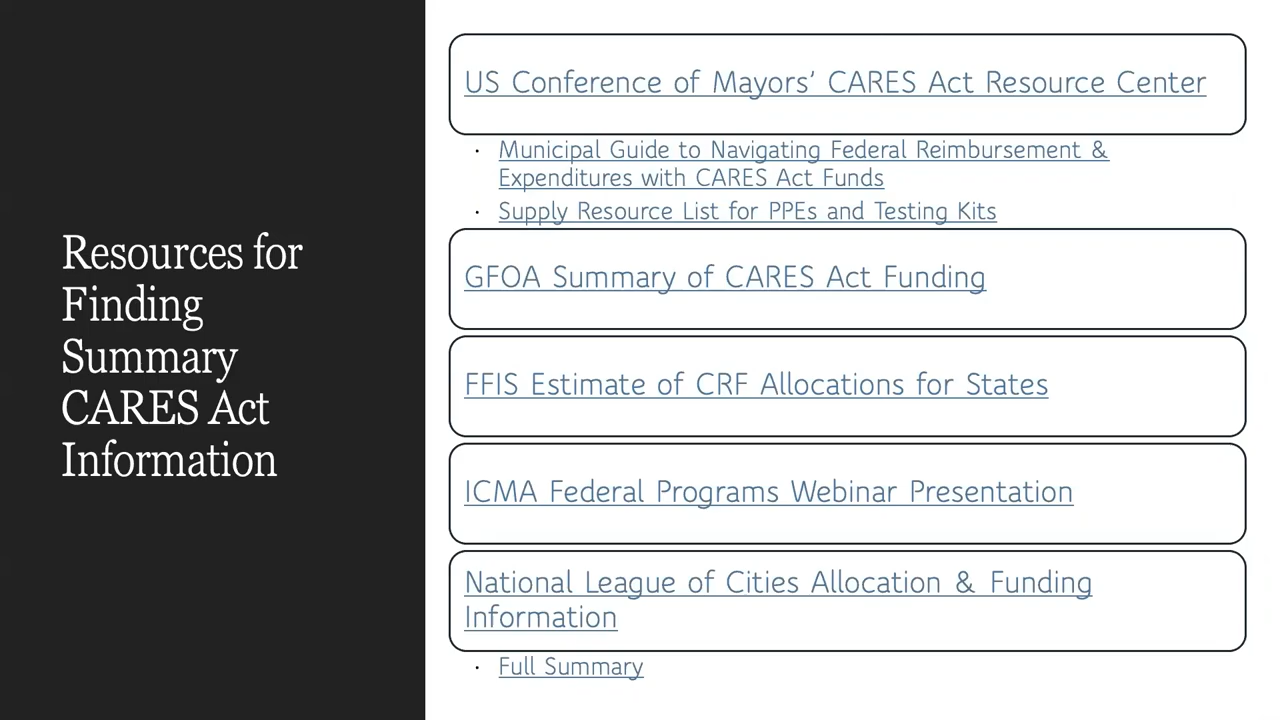 Resources for
Finding
Summary
CARES Act
Information
US Conference of Mayors’ CARES Act Resource Center
· Municipal Guide to Navigating Federal Reimbursement &
Expenditures with CARES Act Funds
· Supply Resource List for PPEs and Testing Kits
GFOA Summary of CARES Act Funding
FFIS Estimate of CRF Allocations for States
ICMA Federal Programs Webinar Presentation
National League of Cities Allocation & Funding
Information
· Full Summary